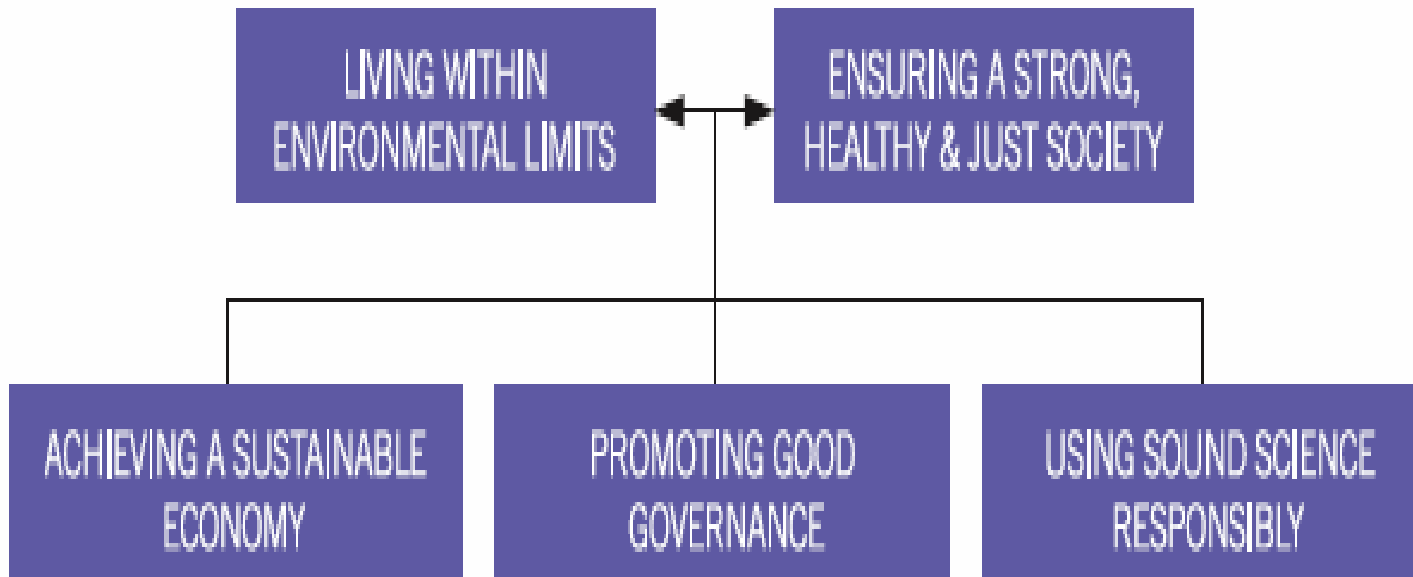 LIVING WITHIN
ENVIRONMENTAL LIMITS
ENSURING A STRONG,
HEALTHY & JUST SOCIETY
ACHIEVING A SUSTAINABLE
ECONOMY
PROMOTING GOOD
GOVERNANCE
USING SOUND SCIENCE
RESPONSIBLY